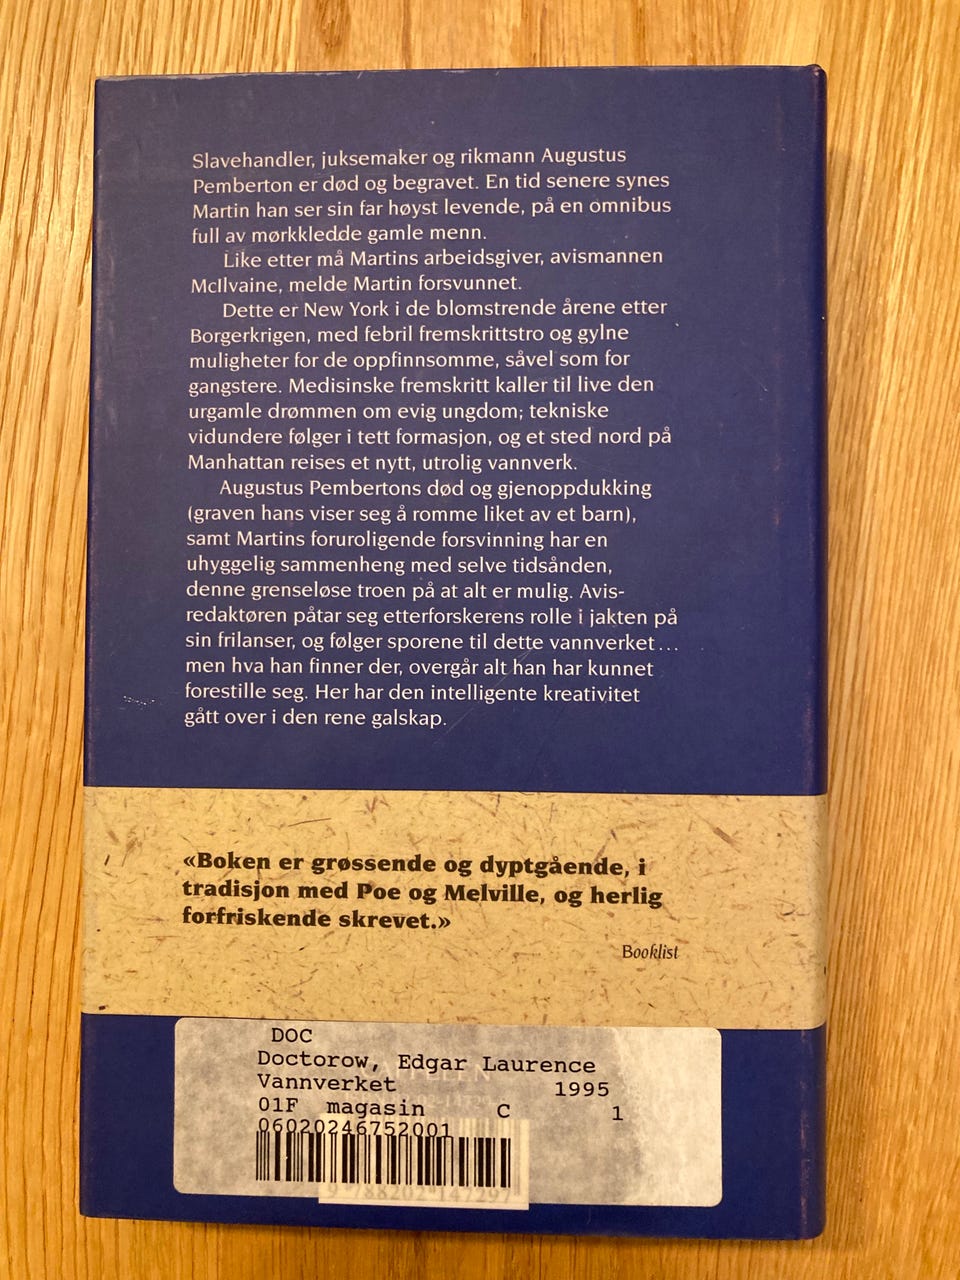 Slavehandler, juksemaker og rikmann Augustus
Pemberton er død og begravet. En tid senere synes
Martin han ser sin far høyst levende, på en omnibus
full av mørkkledde gamle menn.
Like etter må Martins arbeidsgiver, avismannen
McIlvaine, melde Martin forsvunnet.
Dette er New York i de blomstrende årene etter
Borgerkrigen, med febril fremskrittstro og gylne
muligheter for de oppfinnsomme, såvel som for
gangstere. Medisinske fremskritt kaller til live den
urgamle drømmen om evig ungdom; tekniske
vidundere følger i tett formasjon, og et sted nord på
Manhattan reises et nytt, utrolig vannverk.
Augustus Pembertons død og gjenoppdukking
(graven hans viser seg å romme liket av et barn),
samt Martins foruroligende forsvinning har en
uhyggelig sammenheng med selve tidsånden,
denne grenseløse troen på at alt er mulig. Avis-
redaktøren påtar seg etterforskerens rolle i jakten på
sin frilanser, og følger sporene til dette vannverket...
men hva han finner der, overgår alt han har kunnet
forestille seg. Her har den intelligente kreativitet
gått over i den rene galskap.
«Boken er grøssende og dyptgående, i
tradisjon med Poe og Melville, og herlig
forfriskende skrevet.»
Booklist
DOC
Doctorow, Edgar Laurence
Vannverket 1995
01F magasin C 1
06020246752001
9 788202 147297